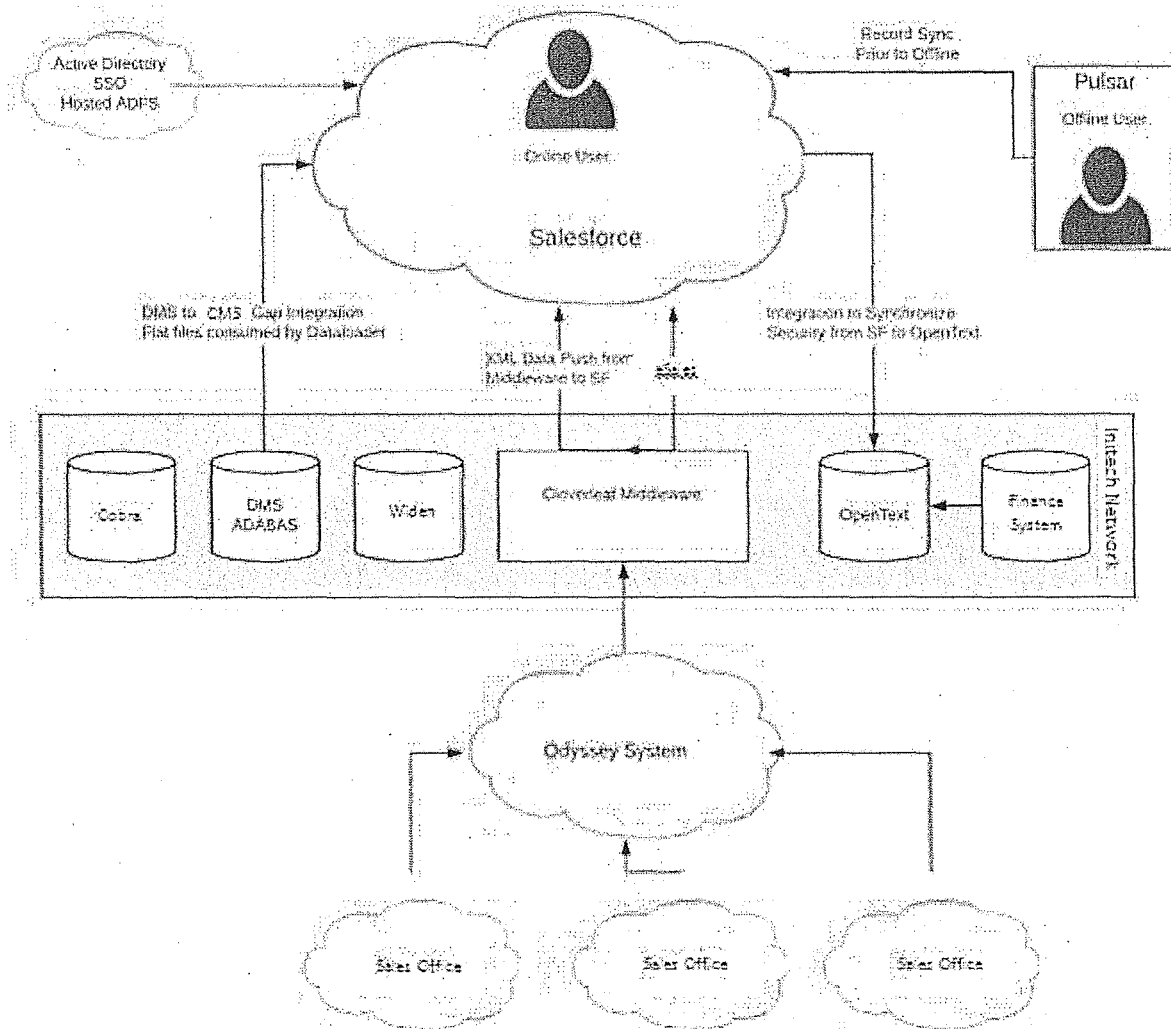 Active Directory
SSO
Hosted ADFS
Record Sync
Prior to Offline
Pulsar
Offline User
Online User
Salesforce
DMS to CMS Gap Integration
Flat files consumed by Dataloader
XML Data Push from
Middleware to SF
Integration to Synchronize
Security from SF to OpenText
Initech Network
Cobra
DMS
ADABAS
Widen
Cloverleaf Middleware
OpenText
Finance
System
Odyssey System
Sales Office
Sales Office
Sales Office